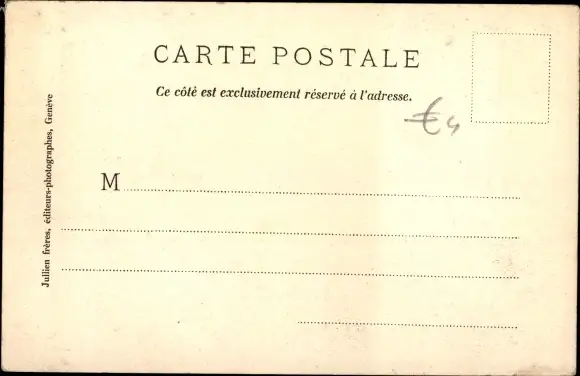 CARTE POSTALE
Ce côté est exclusivement réservé à l'adresse.
€4
M
Jullien frères, éditeurs-photographes, Genève